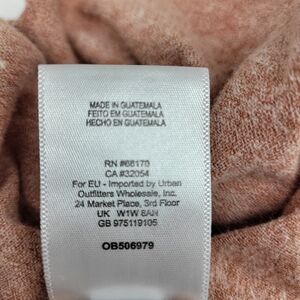 MADE IN GUATEMALA
FEITO EM GUATEMALA
HECHO EN GUATEMALA
RN #66170
CA #32054
For EU - Imported by Urban
Outfitters Wholesale, Inc.
24 Market Place, 3rd Floor
UK W1W 8AN
GB 975119105
OB506979